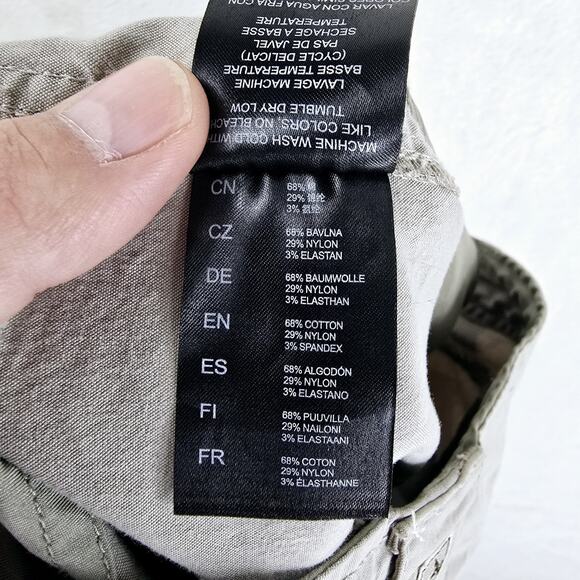 COLORES SIMIL
LAVAR CON AGUA FRIA CON
TEMPERATURE
SECHAGE A BASSE
PAS DE JAVEL
(CYCLE DELICAT)
BASSE TEMPERATURE
LAVAGE MACHINE
TUMBLE DRY LOW
LIKE COLORS, NO BLEACH
MACHINE WASH COLD WITH
CN
68% 棉
29% 锦纶
3% 氨纶
CZ
68% BAVLNA
29% NYLON
3% ELASTAN
DE
68% BAUMWOLLE
29% NYLON
3% ELASTHAN
EN
68% COTTON
29% NYLON
3% SPANDEX
ES
68% ALGODÓN
29% NYLON
3% ELASTANO
FI
68% PUUVILLA
29% NAILONI
3% ELASTAANI
FR
68% COTON
29% NYLON
3% ÉLASTHANNE